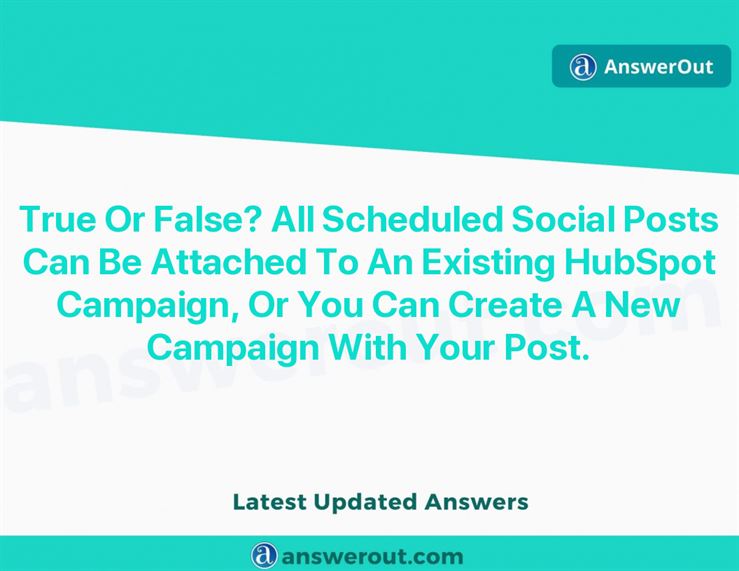 AnswerOut
True Or False? All Scheduled Social Posts
Can Be Attached To An Existing HubSpot
Campaign, Or You Can Create A New
Campaign With Your Post.
answerout.com
Latest Updated Answers
answerout.com